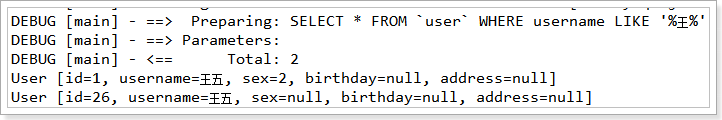 DEBUG [main] - ==>  Preparing: SELECT * FROM `user` WHERE username LIKE '%王%'
DEBUG [main] - ==> Parameters:
DEBUG [main] - <==      Total: 2
User [id=1, username=王五, sex=2, birthday=null, address=null]
User [id=26, username=王五, sex=null, birthday=null, address=null]